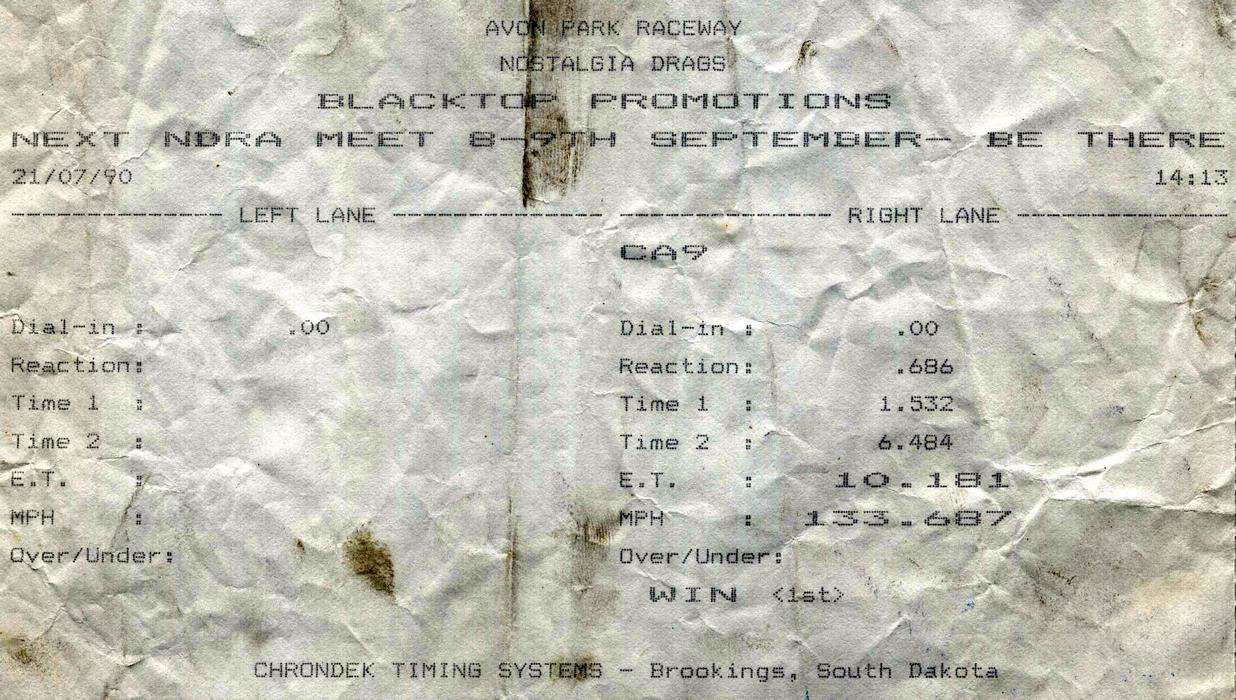 AVON PARK RACEWAY
NOSTALGIA DRAGS
BLACKTOP PROMOTIONS
NEXT NDRA MEET 8-9TH SEPTEMBER- BE THERE
21/07/90 14:13
---------------- LEFT LANE ---------------- ---------------- RIGHT LANE ----------------
CA9
Dial-in : .00 Dial-in : .00
Reaction: Reaction: .686
Time 1 : Time 1 : 1.532
Time 2 : Time 2 : 6.484
E.T. : E.T. : 10.181
MPH : MPH : 133.687
Over/Under: Over/Under:
WIN <1st>
CHRONDEK TIMING SYSTEMS - Brookings, South Dakota